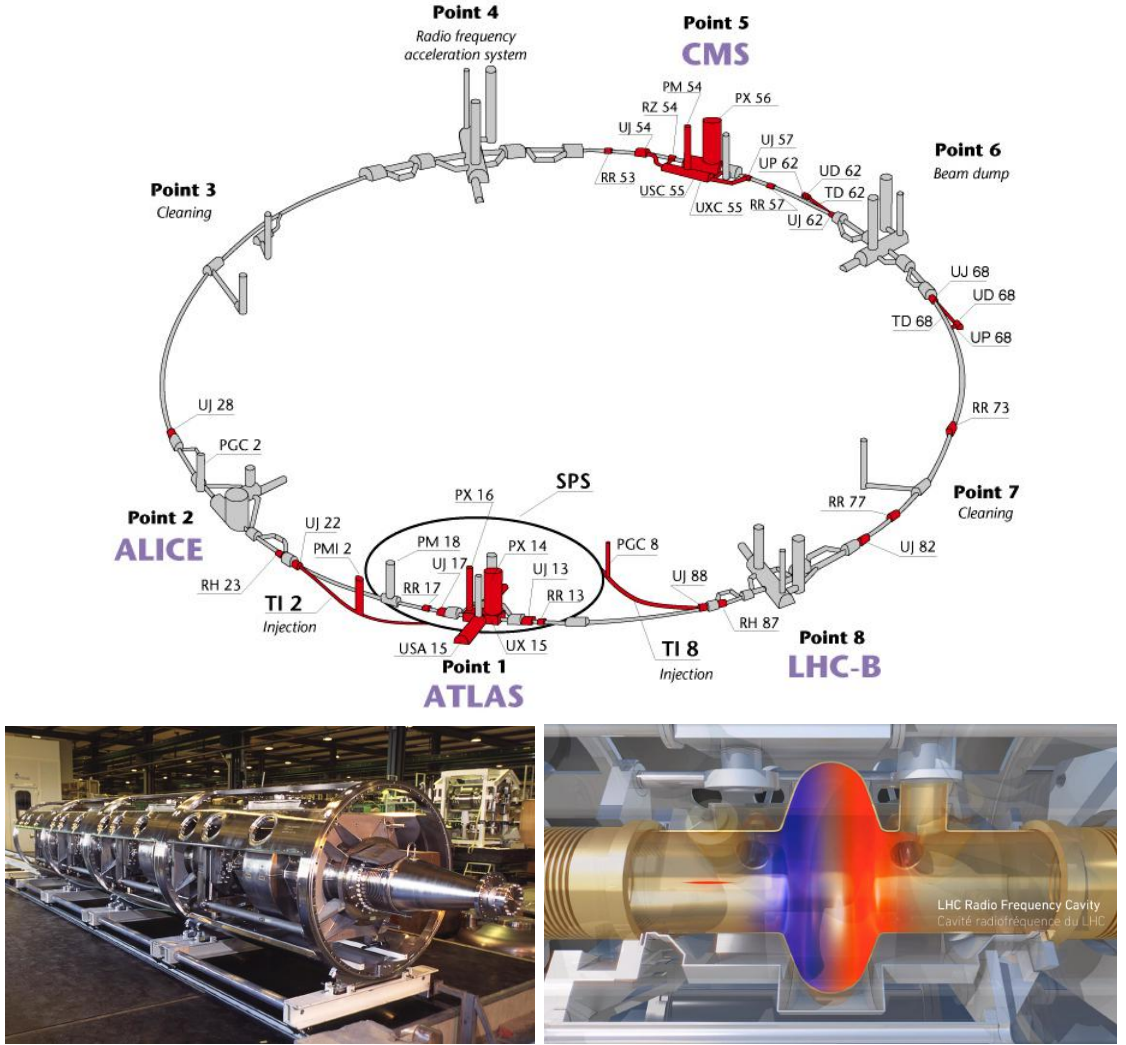 Point 4
Radio frequency
acceleration system
Point 5
CMS
PM 54
PX 56
RZ 54
UJ 54
UJ 57
UP 62
UD 62
TD 62
RR 53
USC 55
UXC 55
RR 57
UJ 62
Point 6
Beam dump
Point 3
Cleaning
UJ 68
UD 68
TD 68
UP 68
UJ 28
PGC 2
RR 73
SPS
Point 7
Cleaning
PX 16
RR 77
Point 2
ALICE
UJ 22
PMI 2
PM 18
UJ 17
PX 14
UJ 13
PGC 8
UJ 82
RH 23
RR 17
RR 13
UJ 88
TI 2
Injection
RH 87
USA 15
UX 15
TI 8
Injection
Point 8
LHC-B
Point 1
ATLAS
LHC Radio Frequency Cavity
Cavité radiofréquence du LHC